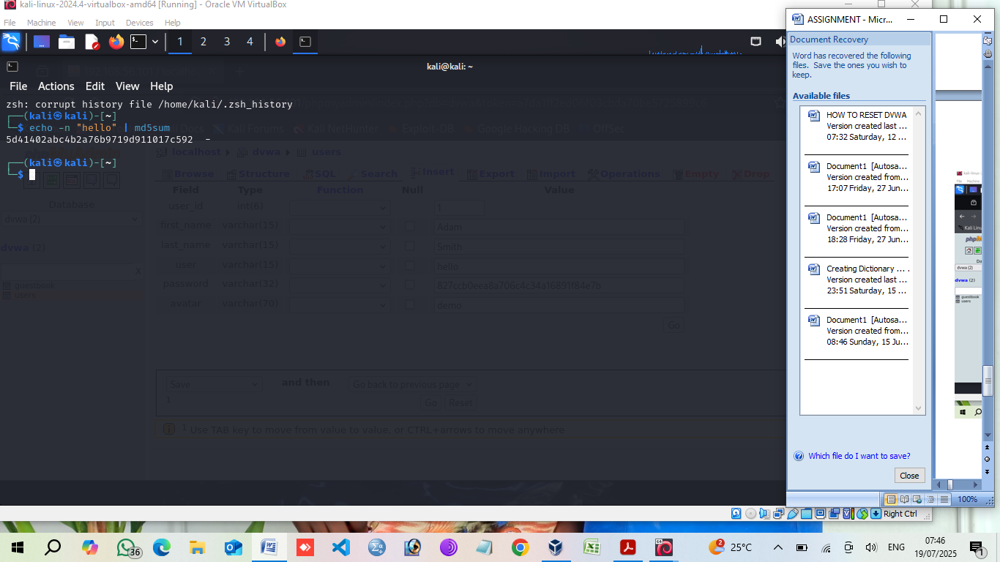 kali-linux-2024.4-virtualbox-amd64 [Running] - Oracle VM VirtualBox
File Machine View Input Devices Help
1 2 3 4
kali@kali: ~
File Actions Edit View Help
zsh: corrupt history file /home/kali/.zsh_history
┌──(kali㉿kali)-[~]
└─$ echo -n "hello" | md5sum
5d41402abc4b2a76b9719d911017c592  -
┌──(kali㉿kali)-[~]
└─$
Kali Forums Kali NetHunter Exploit-DB Google Hacking DB OffSec
localhost dvwa users
Browse Structure SQL Search Insert Export Import Operations Empty Drop
Field Type Function Null Value
user_id int(6) 1
first_name varchar(15) Adam
last_name varchar(15) Smith
user varchar(15) hello
password varchar(32) 827ccb0eea8a706c4c34a16891f84e7b
avatar varchar(70) demo
Go
Database
dvwa (2)
dvwa (2)
X
guestbook
users
Save and then Go back to previous page
Go Reset
Use TAB key to move from value to value, or CTRL+arrows to move anywhere
ASSIGNMENT - Micr...
Document Recovery
Word has recovered the following
files. Save the ones you wish to
keep.
Available files
HOW TO RESET DVWA
Version created last ...
07:32 Saturday, 12 ...
Document1 [Autosa...
Version created from...
17:07 Friday, 27 Jun...
Document1 [Autosa...
Version created from...
18:28 Friday, 27 Jun...
Creating Dictionary ... .
Version created last ...
23:51 Saturday, 15 ...
Document1 [Autosa...
Version created from...
08:46 Sunday, 15 Ju...
Which file do I want to save?
Close
100%
Right Ctrl
36
2
25°C
ENG
07:46
19/07/2025
1